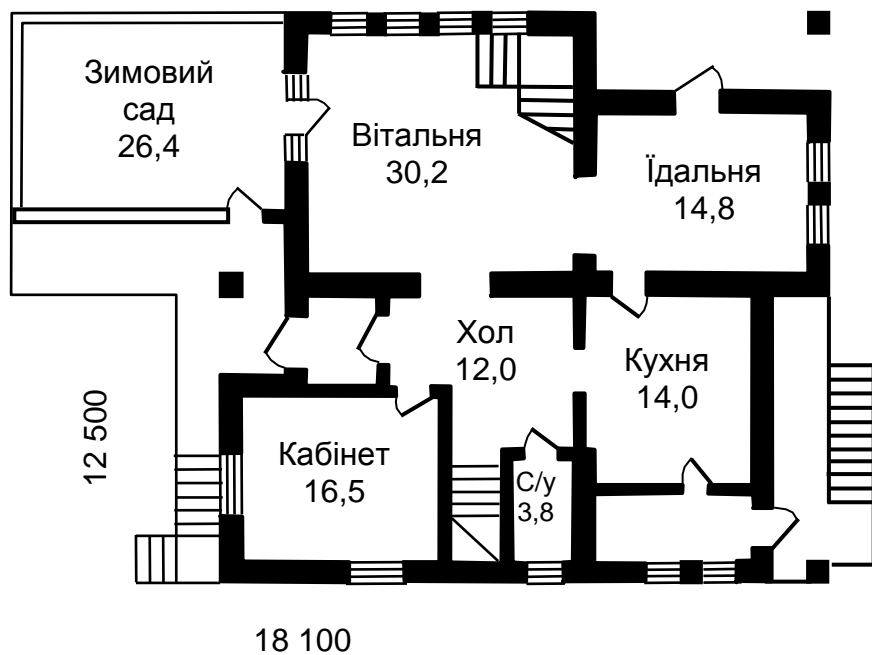 Зимовий
сад
26,4
Вітальня
30,2
Їдальня
14,8
Хол
12,0
Кухня
14,0
Кабінет
16,5
С/у
3,8
12 500
18 100